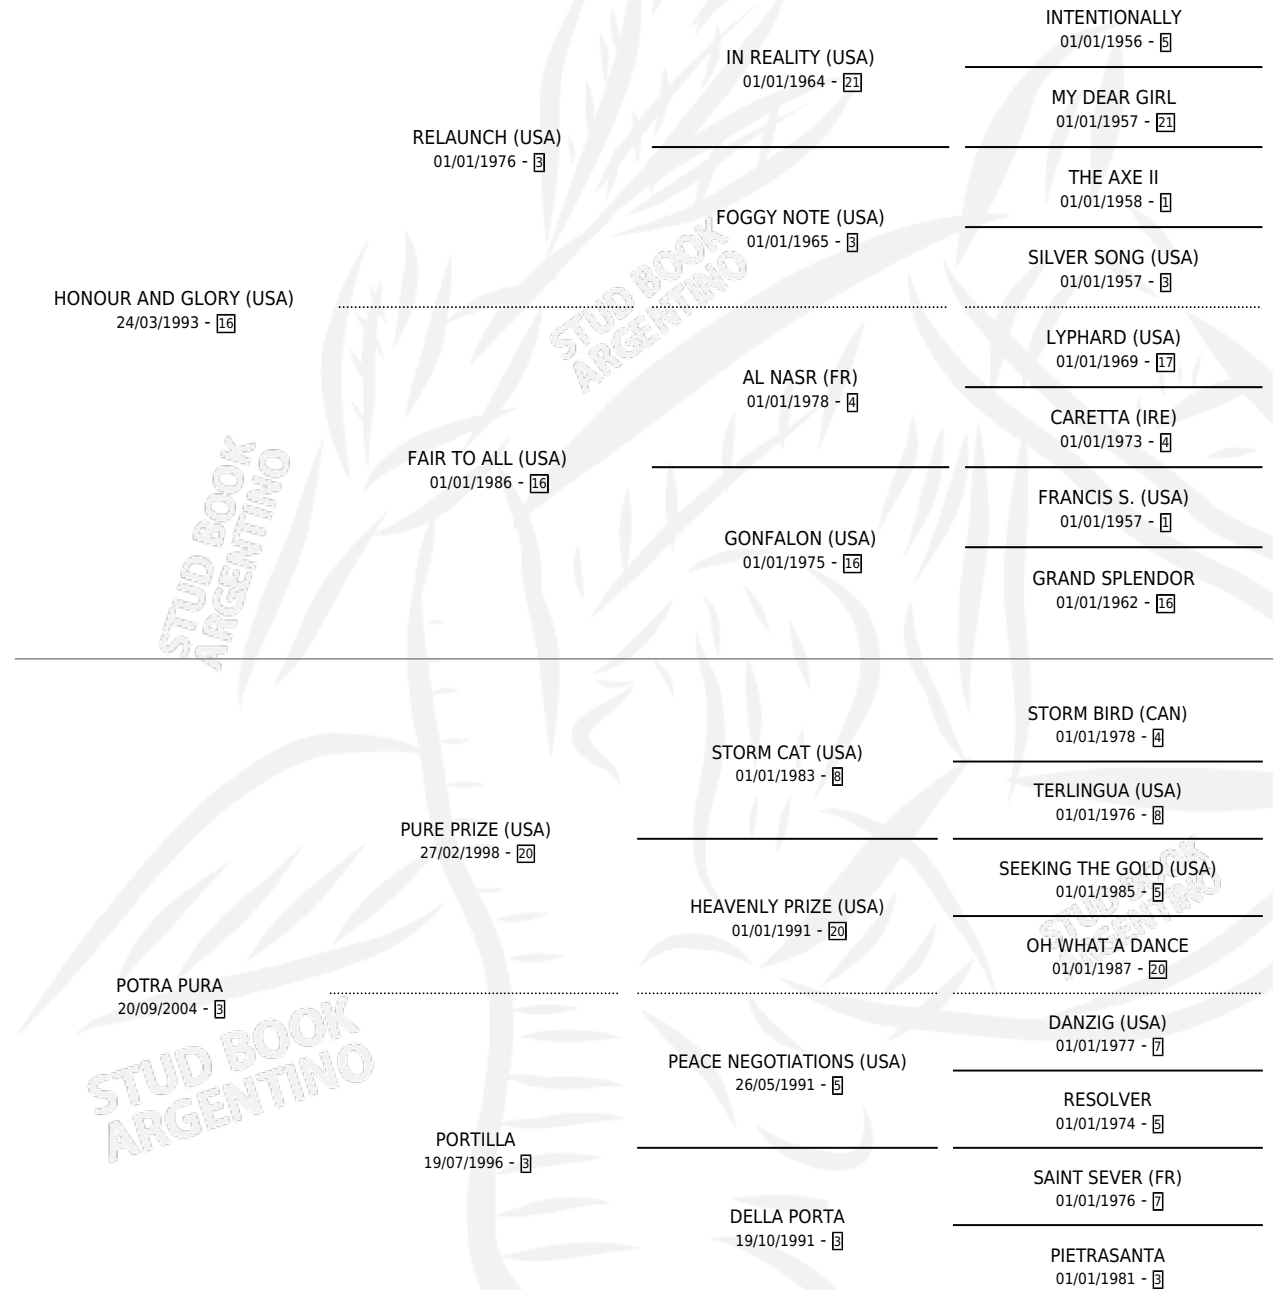 INTENTIONALLY
01/01/1956 - 5
IN REALITY (USA)
01/01/1964 - 21
MY DEAR GIRL
01/01/1957 - 21
RELAUNCH (USA)
01/01/1976 - 3
THE AXE II
01/01/1958 - 1
FOGGY NOTE (USA)
01/01/1965 - 3
SILVER SONG (USA)
01/01/1957 - 3
HONOUR AND GLORY (USA)
24/03/1993 - 16
STUD BOOK
ARGENTINO
LYPHARD (USA)
01/01/1969 - 17
AL NASR (FR)
01/01/1978 - 4
CARETTA (IRE)
01/01/1973 - 4
FAIR TO ALL (USA)
01/01/1986 - 16
FRANCIS S. (USA)
01/01/1957 - 1
GONFALON (USA)
01/01/1975 - 16
GRAND SPLENDOR
01/01/1962 - 16
STUD BOOK
ARGENTINO
STORM BIRD (CAN)
01/01/1978 - 4
STORM CAT (USA)
01/01/1983 - 8
TERLINGUA (USA)
01/01/1976 - 8
PURE PRIZE (USA)
27/02/1998 - 20
SEEKING THE GOLD (USA)
01/01/1985 - 5
HEAVENLY PRIZE (USA)
01/01/1991 - 20
OH WHAT A DANCE
01/01/1987 - 20
STUD BOOK
ARGENTINO
POTRA PURA
20/09/2004 - 3
DANZIG (USA)
01/01/1977 - 7
PEACE NEGOTIATIONS (USA)
26/05/1991 - 5
RESOLVER
01/01/1974 - 5
STUD BOOK
ARGENTINO
PORTILLA
19/07/1996 - 3
SAINT SEVER (FR)
01/01/1976 - 7
DELLA PORTA
19/10/1991 - 3
PIETRASANTA
01/01/1981 - 3